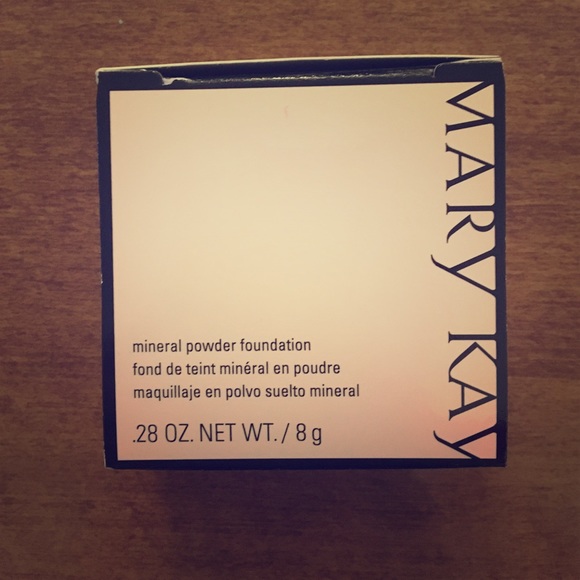 MARY KAY
mineral powder foundation
fond de teint minéral en poudre
maquillaje en polvo suelto mineral
.28 OZ. NET WT. / 8 g